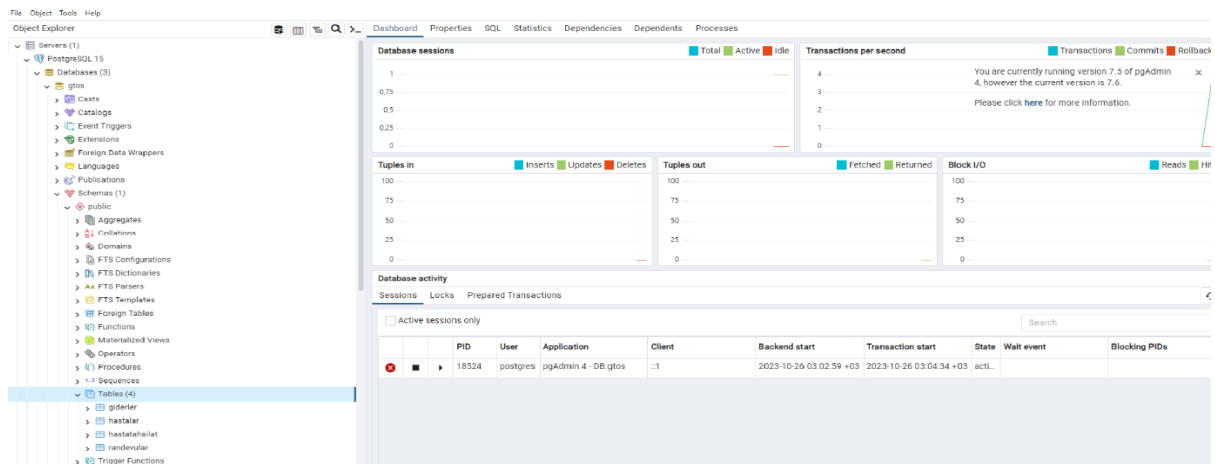 File Object Tools Help
Object Explorer
Servers (1)
PostgreSQL 15
Databases (3)
gtos
Casts
Catalogs
Event Triggers
Extensions
Foreign Data Wrappers
Languages
Publications
Schemas (1)
public
Aggregates
Collations
Domains
FTS Configurations
FTS Dictionaries
FTS Parsers
FTS Templates
Foreign Tables
Functions
Materialized Views
Operators
Procedures
1..3 Sequences
Tables (4)
giderler
hastalar
hastatahsilat
randevular
Trigger Functions
Dashboard Properties SQL Statistics Dependencies Dependents Processes
Database sessions Total Active Idle
1
0,75
0,5
0,25
0
Transactions per second Transactions Commits Rollback
4
3
2
1
0
You are currently running version 7.5 of pgAdmin
4, however the current version is 7.6.
Please click here for more information.
Tuples in Inserts Updates Deletes
100
75
50
25
0
Tuples out Fetched Returned
100
75
50
25
0
Block I/O Reads Hit
100
75
50
25
0
Database activity
Sessions Locks Prepared Transactions
Active sessions only Search
PID User Application Client Backend start Transaction start State Wait event Blocking PIDs
18524 postgres pgAdmin 4 - DB:gtos ::1 2023-10-26 03:02:59 +03 2023-10-26 03:04:34 +03 acti...